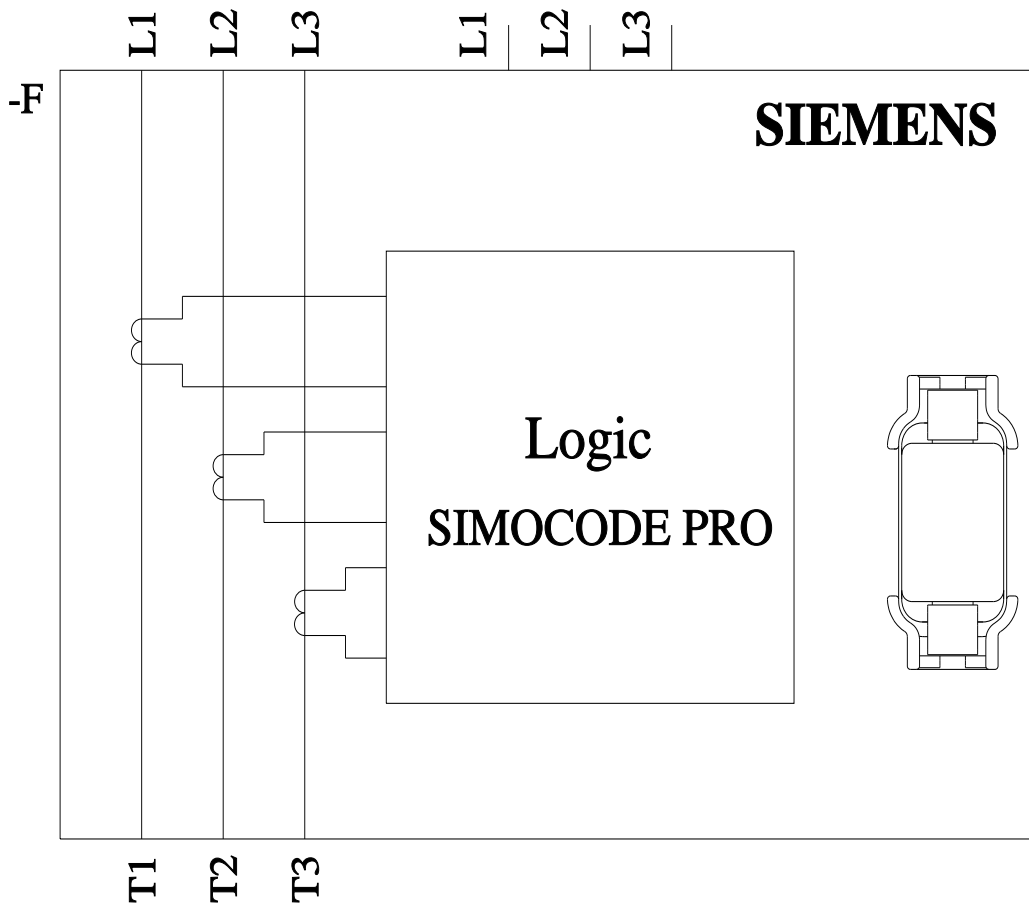 L1 L2 L3 L1 L2 L3
-F
SIEMENS
Logic
SIMOCODE PRO
T1 T2 T3